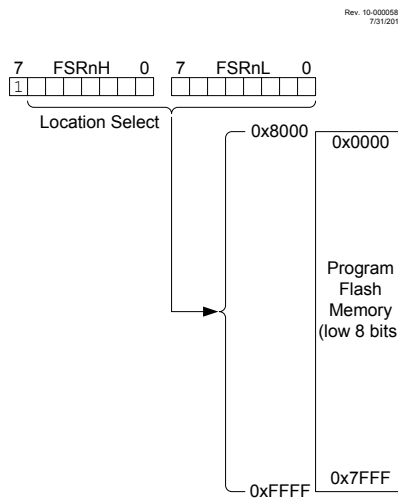 Rev. 10-000058
7/31/201
7 FSRnH 0 7 FSRnL 0
1
Location Select
0x8000
0x0000
Program
Flash
Memory
(low 8 bits
0x7FFF
0xFFFF